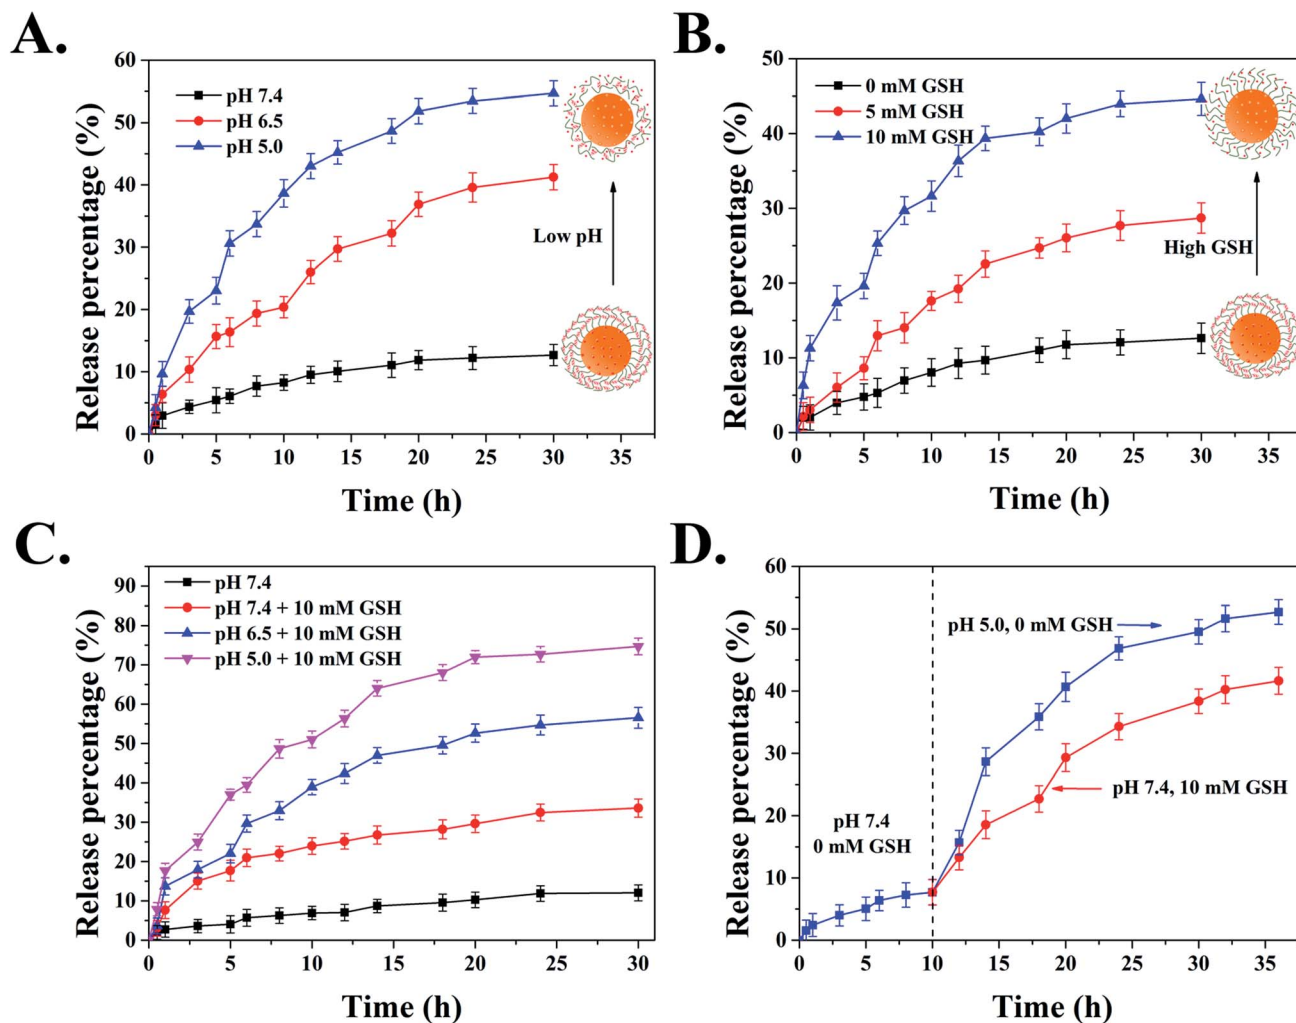 A.
Release percentage (%)
60
50
40
30
20
10
0
pH 7.4
pH 6.5
pH 5.0
Low pH
0 5 10 15 20 25 30 35
Time (h)
B.
Release percentage (%)
50
40
30
20
10
0
0 mM GSH
5 mM GSH
10 mM GSH
High GSH
0 5 10 15 20 25 30 35
Time (h)
C.
Release percentage (%)
90
80
70
60
50
40
30
20
10
0
pH 7.4
pH 7.4 + 10 mM GSH
pH 6.5 + 10 mM GSH
pH 5.0 + 10 mM GSH
0 5 10 15 20 25 30
Time (h)
D.
Release percentage (%)
60
50
40
30
20
10
0
pH 5.0, 0 mM GSH
pH 7.4, 10 mM GSH
pH 7.4
0 mM GSH
0 5 10 15 20 25 30 35
Time (h)